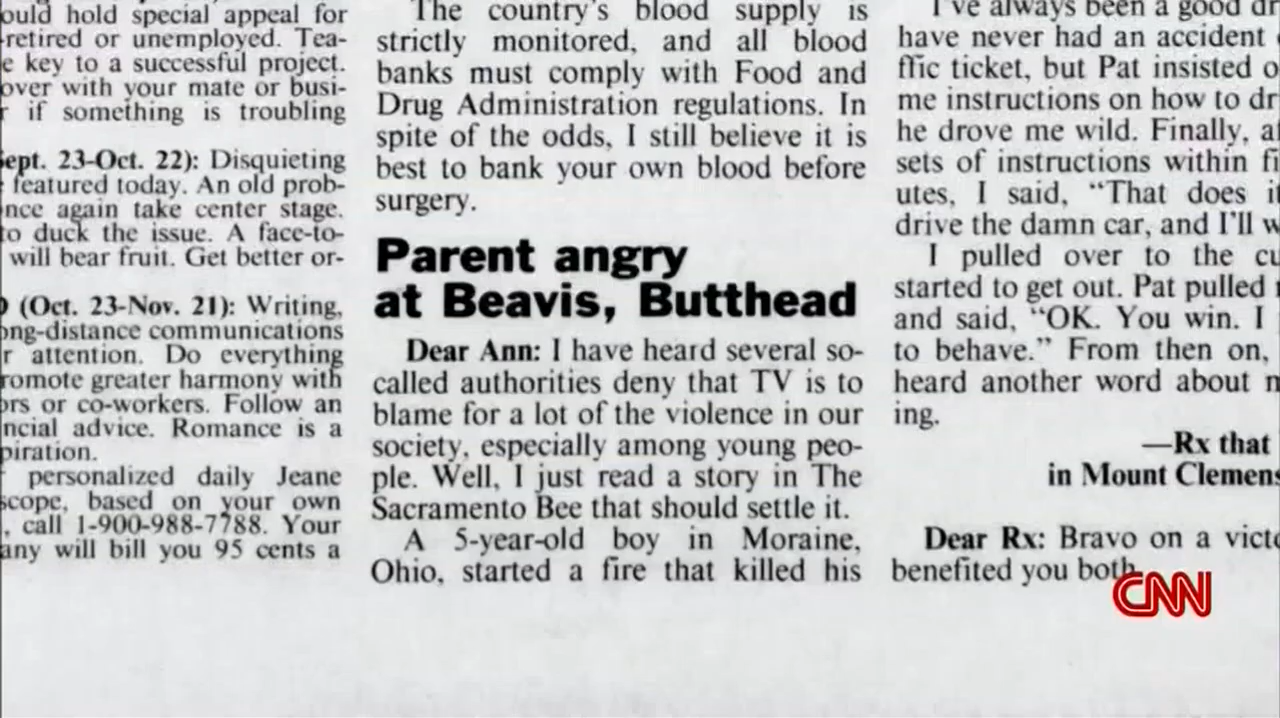 ould hold special appeal for
retired or unemployed. Tea-
e key to a successful project.
over with your mate or busi-
if something is troubling
ept. 23-Oct. 22): Disquieting
featured today. An old prob-
nce again take center stage.
to duck the issue. A face-to-
will bear fruit. Get better or-
(Oct. 23-Nov. 21): Writing,
ong-distance communications
r attention. Do everything
romote greater harmony with
ors or co-workers. Follow an
ncial advice. Romance is a
piration.
personalized daily Jeane
scope, based on your own
, call 1-900-988-7788. Your
any will bill you 95 cents a
The country's blood supply is
strictly monitored, and all blood
banks must comply with Food and
Drug Administration regulations. In
spite of the odds, I still believe it is
best to bank your own blood before
surgery.
Parent angry
at Beavis, Butthead
Dear Ann: I have heard several so-
called authorities deny that TV is to
blame for a lot of the violence in our
society, especially among young peo-
ple. Well, I just read a story in The
Sacramento Bee that should settle it.
A 5-year-old boy in Moraine,
Ohio, started a fire that killed his
I've always been a good dr
have never had an accident
ffic ticket, but Pat insisted o
me instructions on how to dr
he drove me wild. Finally, a
sets of instructions within fi
utes, I said, "That does i
drive the damn car, and I'll w
I pulled over to the cu
started to get out. Pat pulled
and said, "OK. You win. I
to behave." From then on,
heard another word about m
ing.
—Rx that
in Mount Clemens
Dear Rx: Bravo on a victo
benefited you both.
CNN